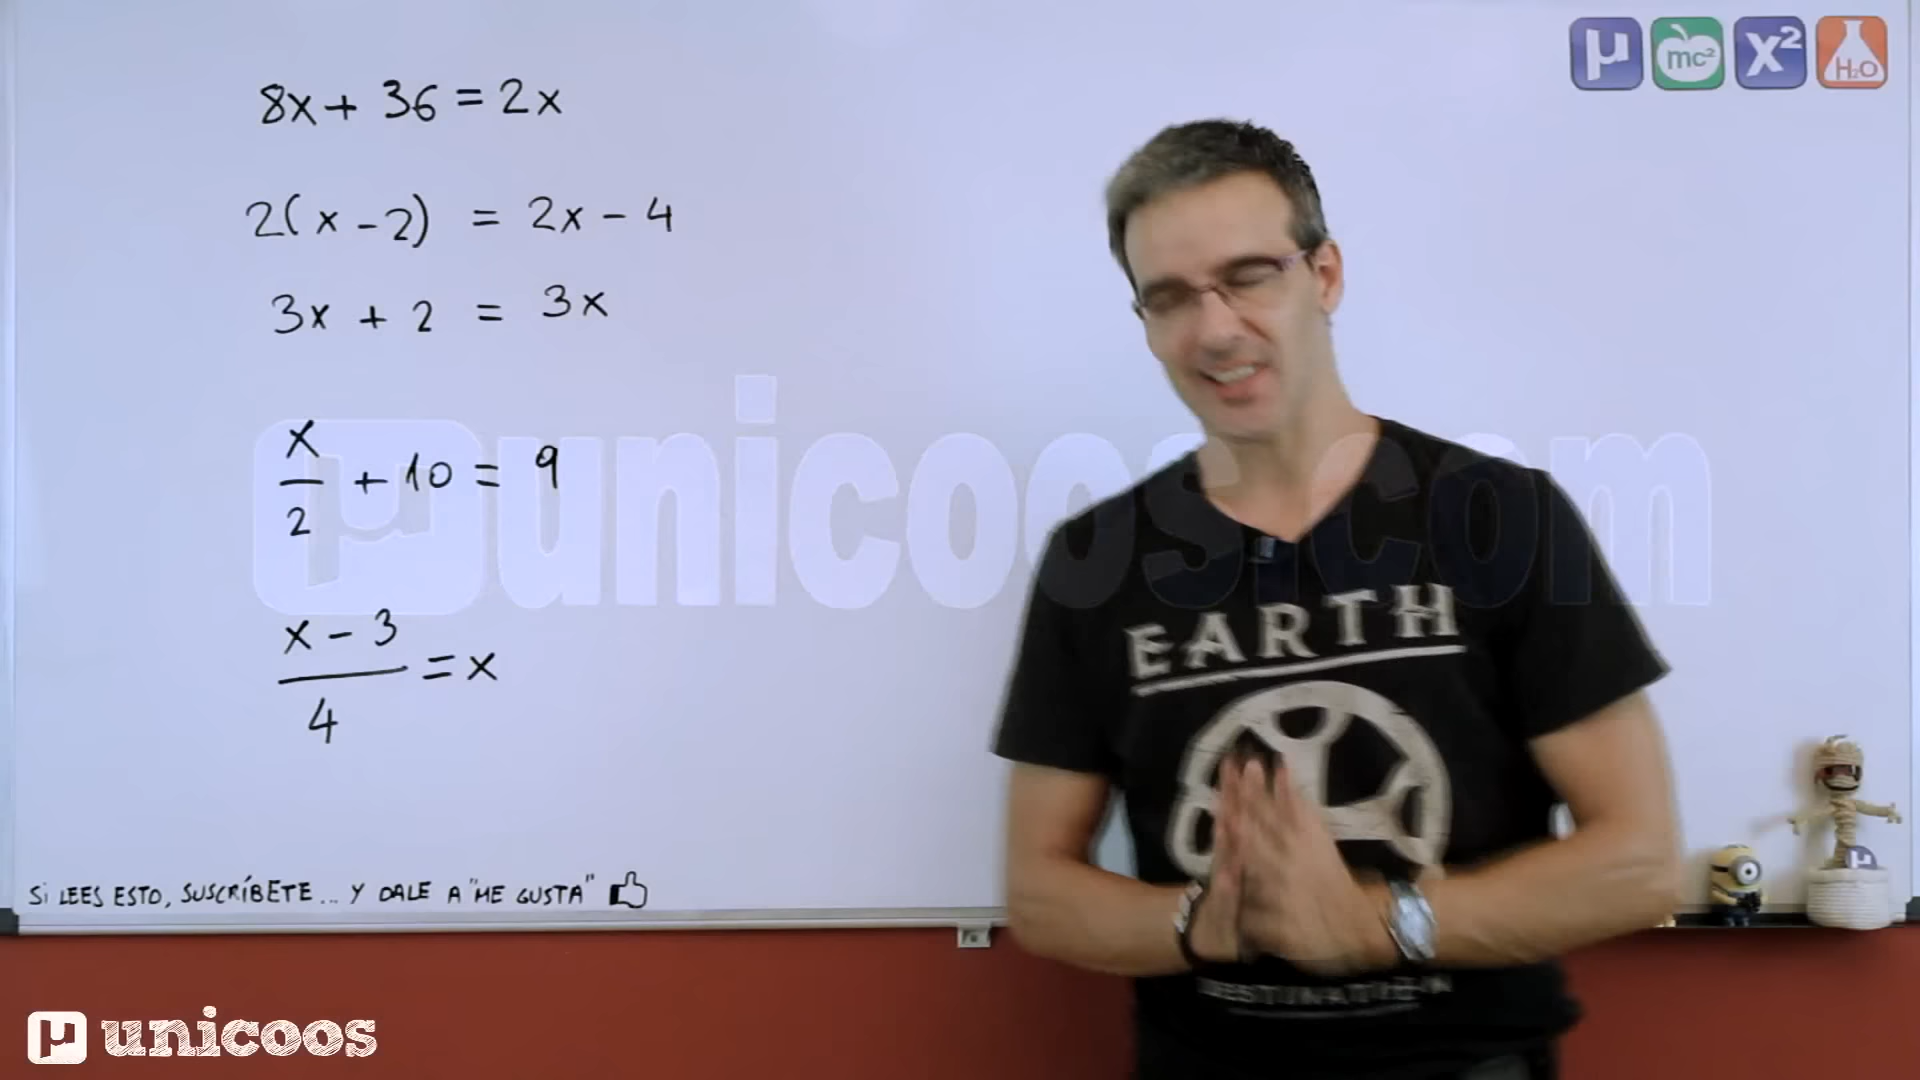 8x + 36 = 2x
2(x - 2) = 2x - 4
3x + 2 = 3x
x
2
+ 10 = 9
x - 3
4
= x
SI LEES ESTO, SUSCRÍBETE... Y DALE A "ME GUSTA"
μ mc² x² H₂O
unicoos.com
EARTH
μ unicoos